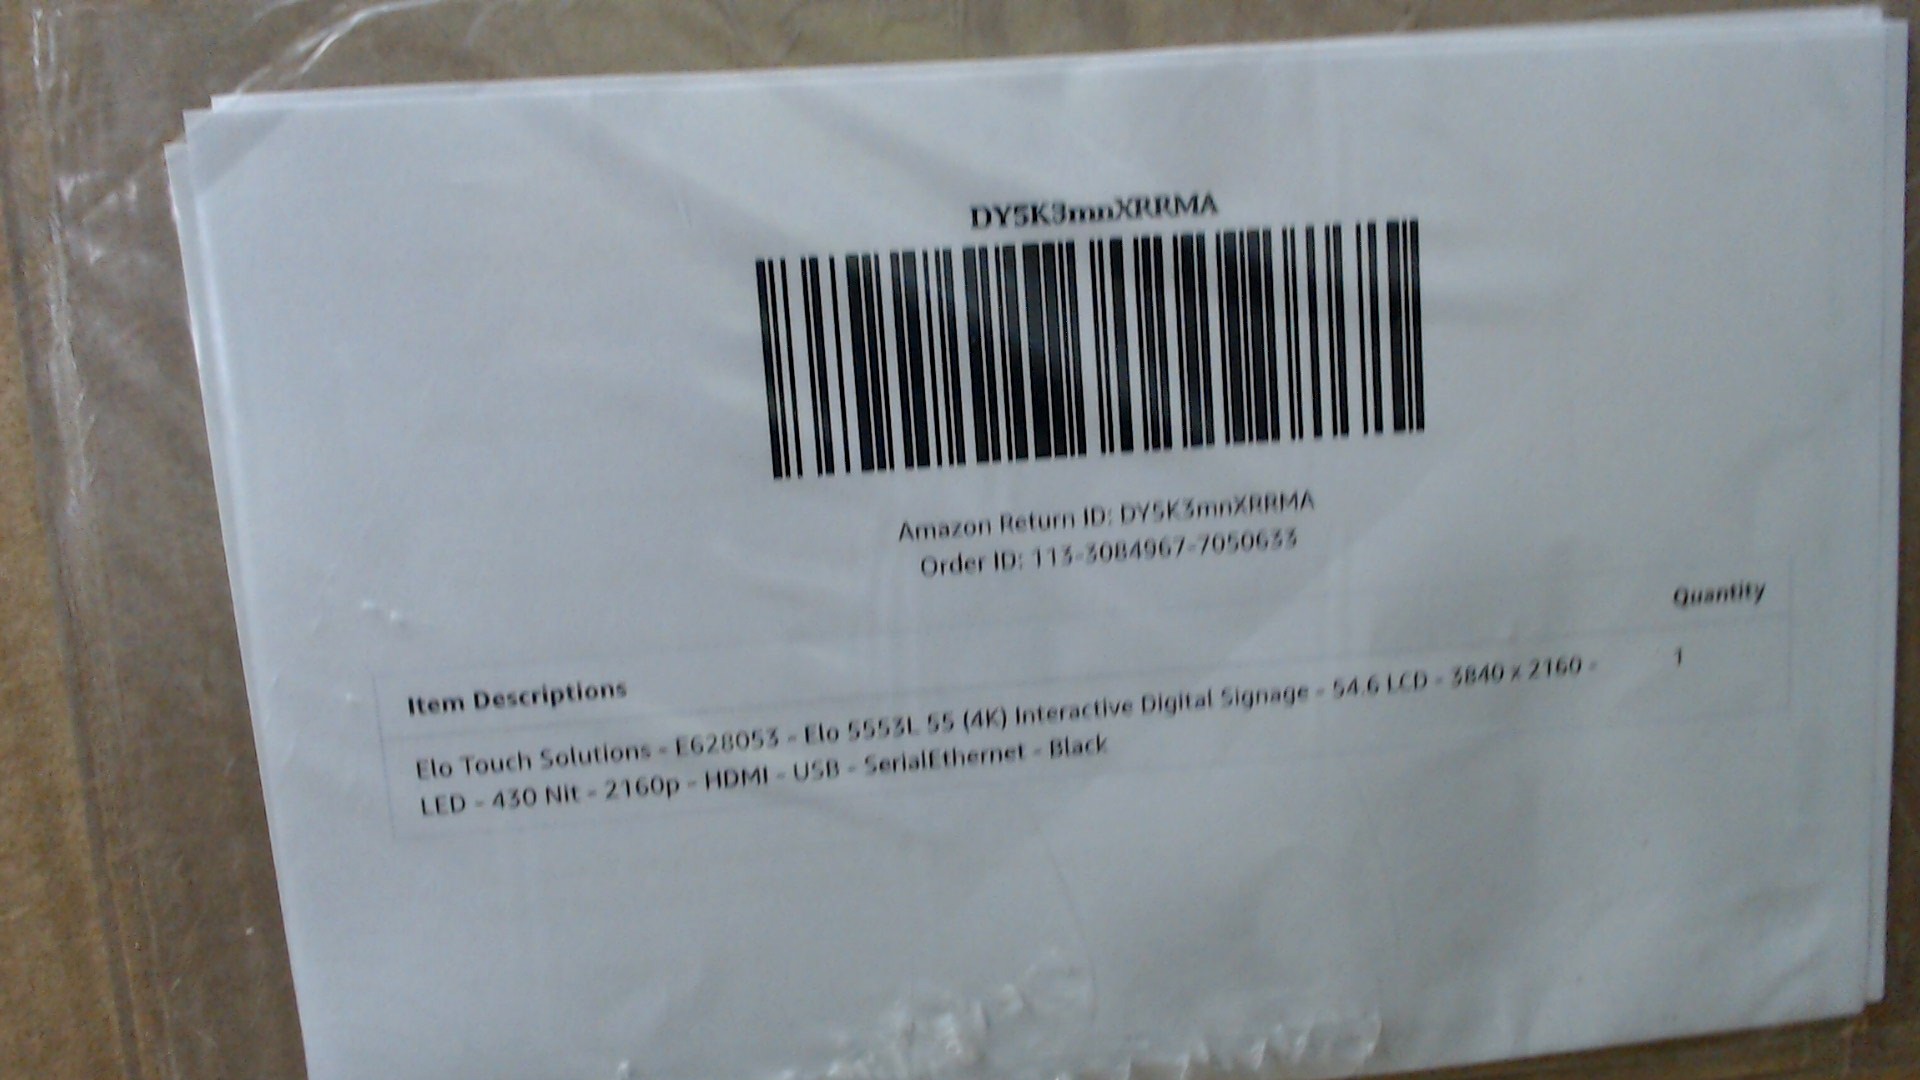 DY5K3mnXRRMA
Amazon Return ID: DY5K3mnXRRMA
Order ID: 113-3084967-7050633
Item Descriptions Quantity
Elo Touch Solutions - E628053 - Elo 5553L 55 (4K) Interactive Digital Signage - 54.6 LCD - 3840 x 2160 - 1
LED - 430 Nit - 2160p - HDMI - USB - SerialEthernet - Black